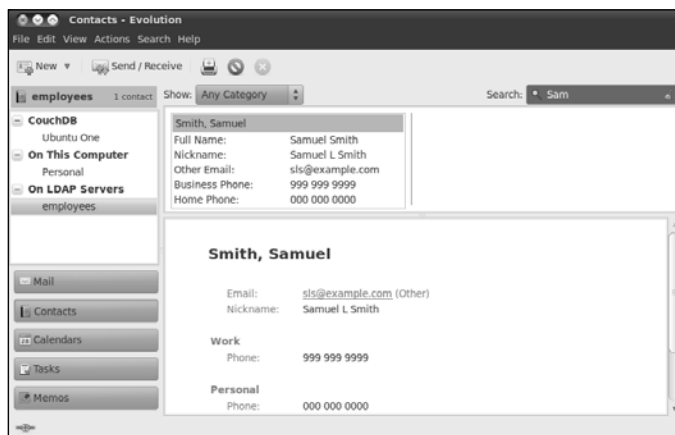 Contacts - Evolution
File Edit View Actions Search Help
New Send / Receive
employees 1 contact
Show: Any Category
Search: Sam
CouchDB
Ubuntu One
On This Computer
Personal
On LDAP Servers
employees
Smith, Samuel
Full Name: Samuel Smith
Nickname: Samuel L Smith
Other Email: sls@example.com
Business Phone: 999 999 9999
Home Phone: 000 000 0000
Smith, Samuel
Email: sls@example.com (Other)
Nickname: Samuel L Smith
Work
Phone: 999 999 9999
Personal
Phone: 000 000 0000
Mail
Contacts
Calendars
Tasks
Memos